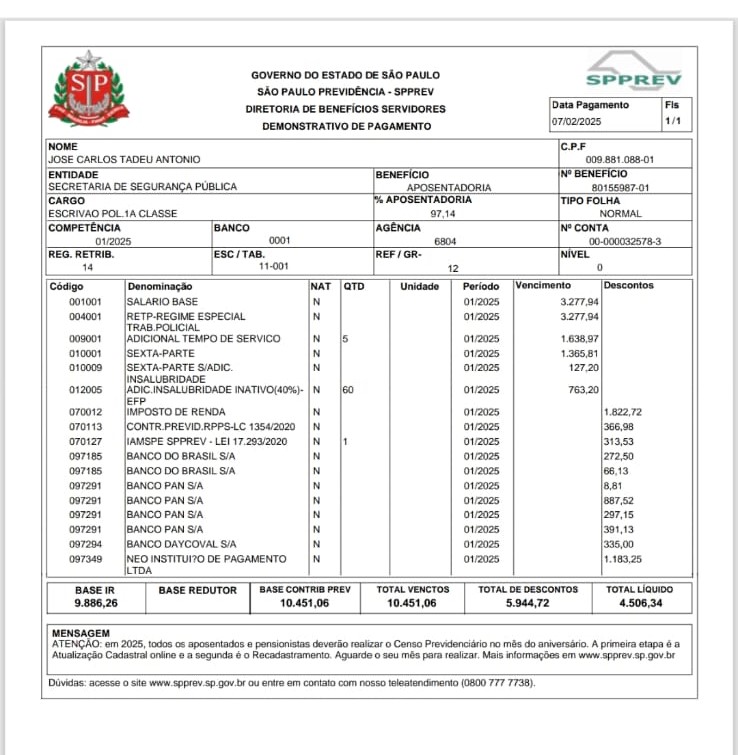 SP
SPPREV
GOVERNO DO ESTADO DE SÃO PAULO
SÃO PAULO PREVIDÊNCIA - SPPREV
DIRETORIA DE BENEFÍCIOS SERVIDORES
DEMONSTRATIVO DE PAGAMENTO
Data Pagamento Fls
07/02/2025 1/1
NOME C.P.F
JOSE CARLOS TADEU ANTONIO 009.881.088-01
ENTIDADE BENEFÍCIO Nº BENEFÍCIO
SECRETARIA DE SEGURANÇA PÚBLICA APOSENTADORIA 80155987-01
CARGO % APOSENTADORIA TIPO FOLHA
ESCRIVAO POL.1A CLASSE 97,14 NORMAL
COMPETÊNCIA BANCO AGÊNCIA Nº CONTA
01/2025 0001 6804 00-000032578-3
REG. RETRIB. ESC / TAB. REF / GR- NÍVEL
14 11-001 12 0
Código Denominação NAT QTD Unidade Período Vencimento Descontos
001001 SALARIO BASE N 01/2025 3.277,94
004001 RETP-REGIME ESPECIAL N 01/2025 3.277,94
TRAB.POLICIAL
009001 ADICIONAL TEMPO DE SERVICO N 5 01/2025 1.638,97
010001 SEXTA-PARTE N 01/2025 1.365,81
010009 SEXTA-PARTE S/ADIC. N 01/2025 127,20
INSALUBRIDADE
012005 ADIC.INSALUBRIDADE INATIVO(40%)- N 60 01/2025 763,20
EFP
070012 IMPOSTO DE RENDA N 01/2025 1.822,72
070113 CONTR.PREVID.RPPS-LC 1354/2020 N 01/2025 366,98
070127 IAMSPE SPPREV - LEI 17.293/2020 N 1 01/2025 313,53
097185 BANCO DO BRASIL S/A N 01/2025 272,50
097185 BANCO DO BRASIL S/A N 01/2025 66,13
097291 BANCO PAN S/A N 01/2025 8,81
097291 BANCO PAN S/A N 01/2025 887,52
097291 BANCO PAN S/A N 01/2025 297,15
097291 BANCO PAN S/A N 01/2025 391,13
097294 BANCO DAYCOVAL S/A N 01/2025 335,00
097349 NEO INSTITUI?O DE PAGAMENTO N 01/2025 1.183,25
LTDA
BASE IR BASE REDUTOR BASE CONTRIB PREV TOTAL VENCTOS TOTAL DE DESCONTOS TOTAL LÍQUIDO
9.886,26 10.451,06 10.451,06 5.944,72 4.506,34
MENSAGEM
ATENÇÃO: em 2025, todos os aposentados e pensionistas deverão realizar o Censo Previdenciário no mês do aniversário. A primeira etapa é a
Atualização Cadastral online e a segunda é o Recadastramento. Aguarde o seu mês para realizar. Mais informações em www.spprev.sp.gov.br
Dúvidas: acesse o site www.spprev.sp.gov.br ou entre em contato com nosso teleatendimento (0800 777 7738).